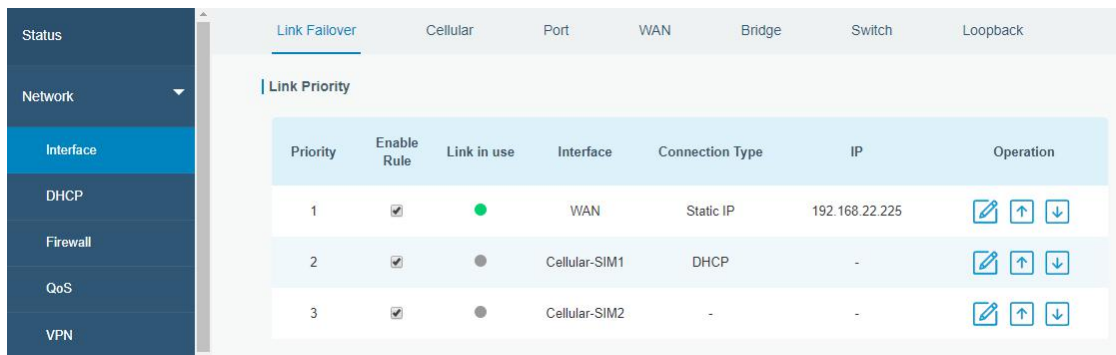 Status
Network
Interface
DHCP
Firewall
QoS
VPN
Link Failover Cellular Port WAN Bridge Switch Loopback
Link Priority
Priority Enable Rule Link in use Interface Connection Type IP Operation
1 WAN Static IP 192.168.22.225
2 Cellular-SIM1 DHCP -
3 Cellular-SIM2 - -